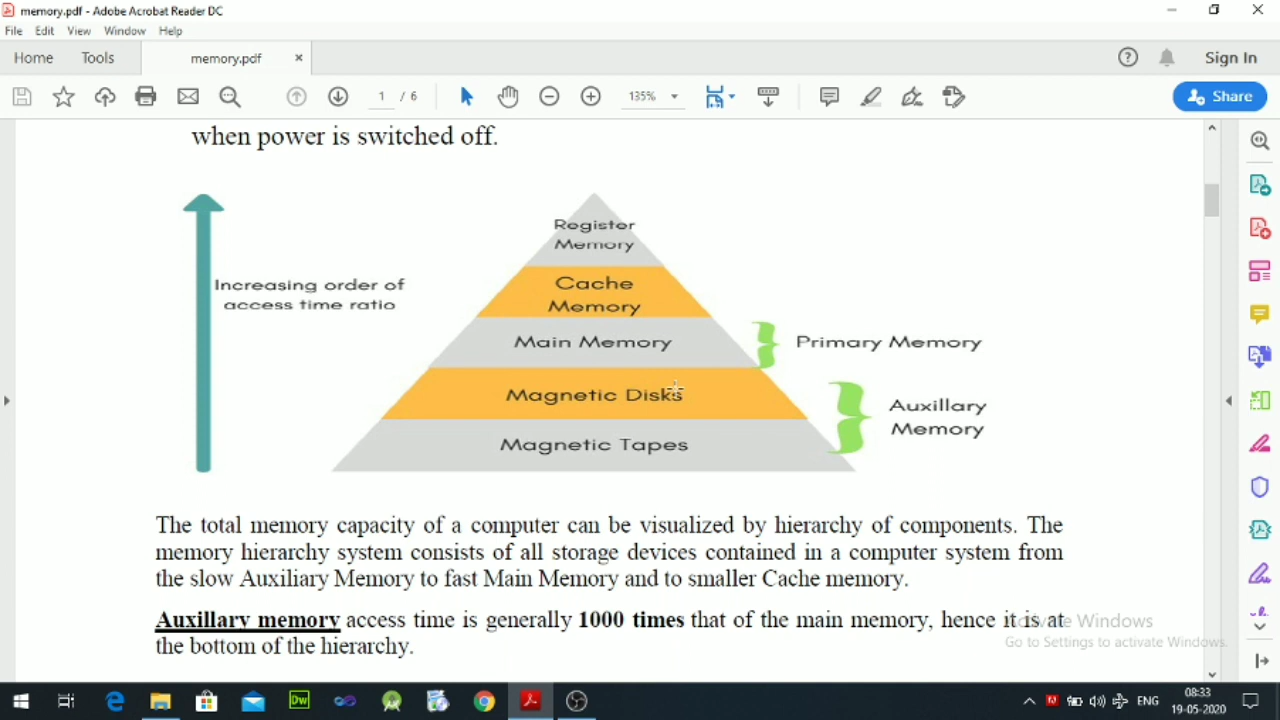 memory.pdf - Adobe Acrobat Reader DC
File Edit View Window Help
Home Tools memory.pdf × Sign In
1 / 6 135% Share
when power is switched off.
Register
Memory
Cache
Memory
Increasing order of
access time ratio
Main Memory
Primary Memory
Magnetic Disks
Auxillary
Memory
Magnetic Tapes
The total memory capacity of a computer can be visualized by hierarchy of components. The
memory hierarchy system consists of all storage devices contained in a computer system from
the slow Auxiliary Memory to fast Main Memory and to smaller Cache memory.
Auxillary memory access time is generally 1000 times that of the main memory, hence it is at
the bottom of the hierarchy.
Activate Windows
Go to Settings to activate Windows.
Dw
ENG
08:33
19-05-2020